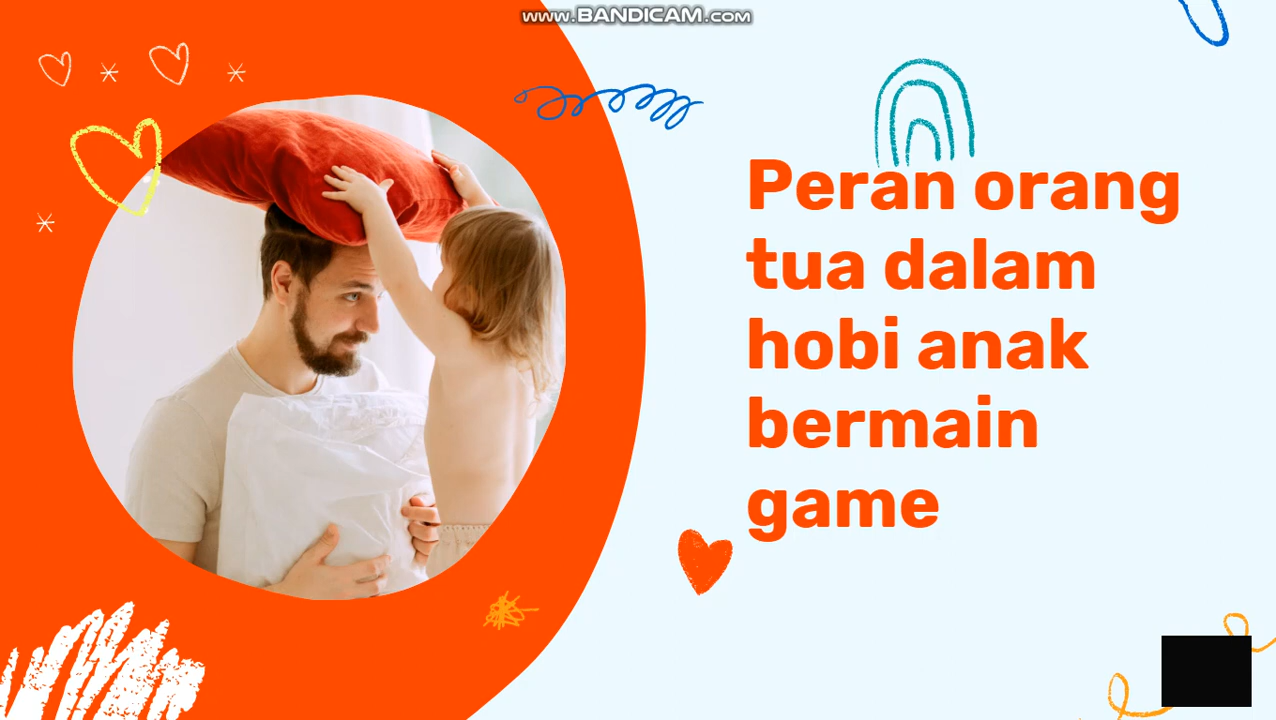 www.BANDICAM.com
Peran orang
tua dalam
hobi anak
bermain
game